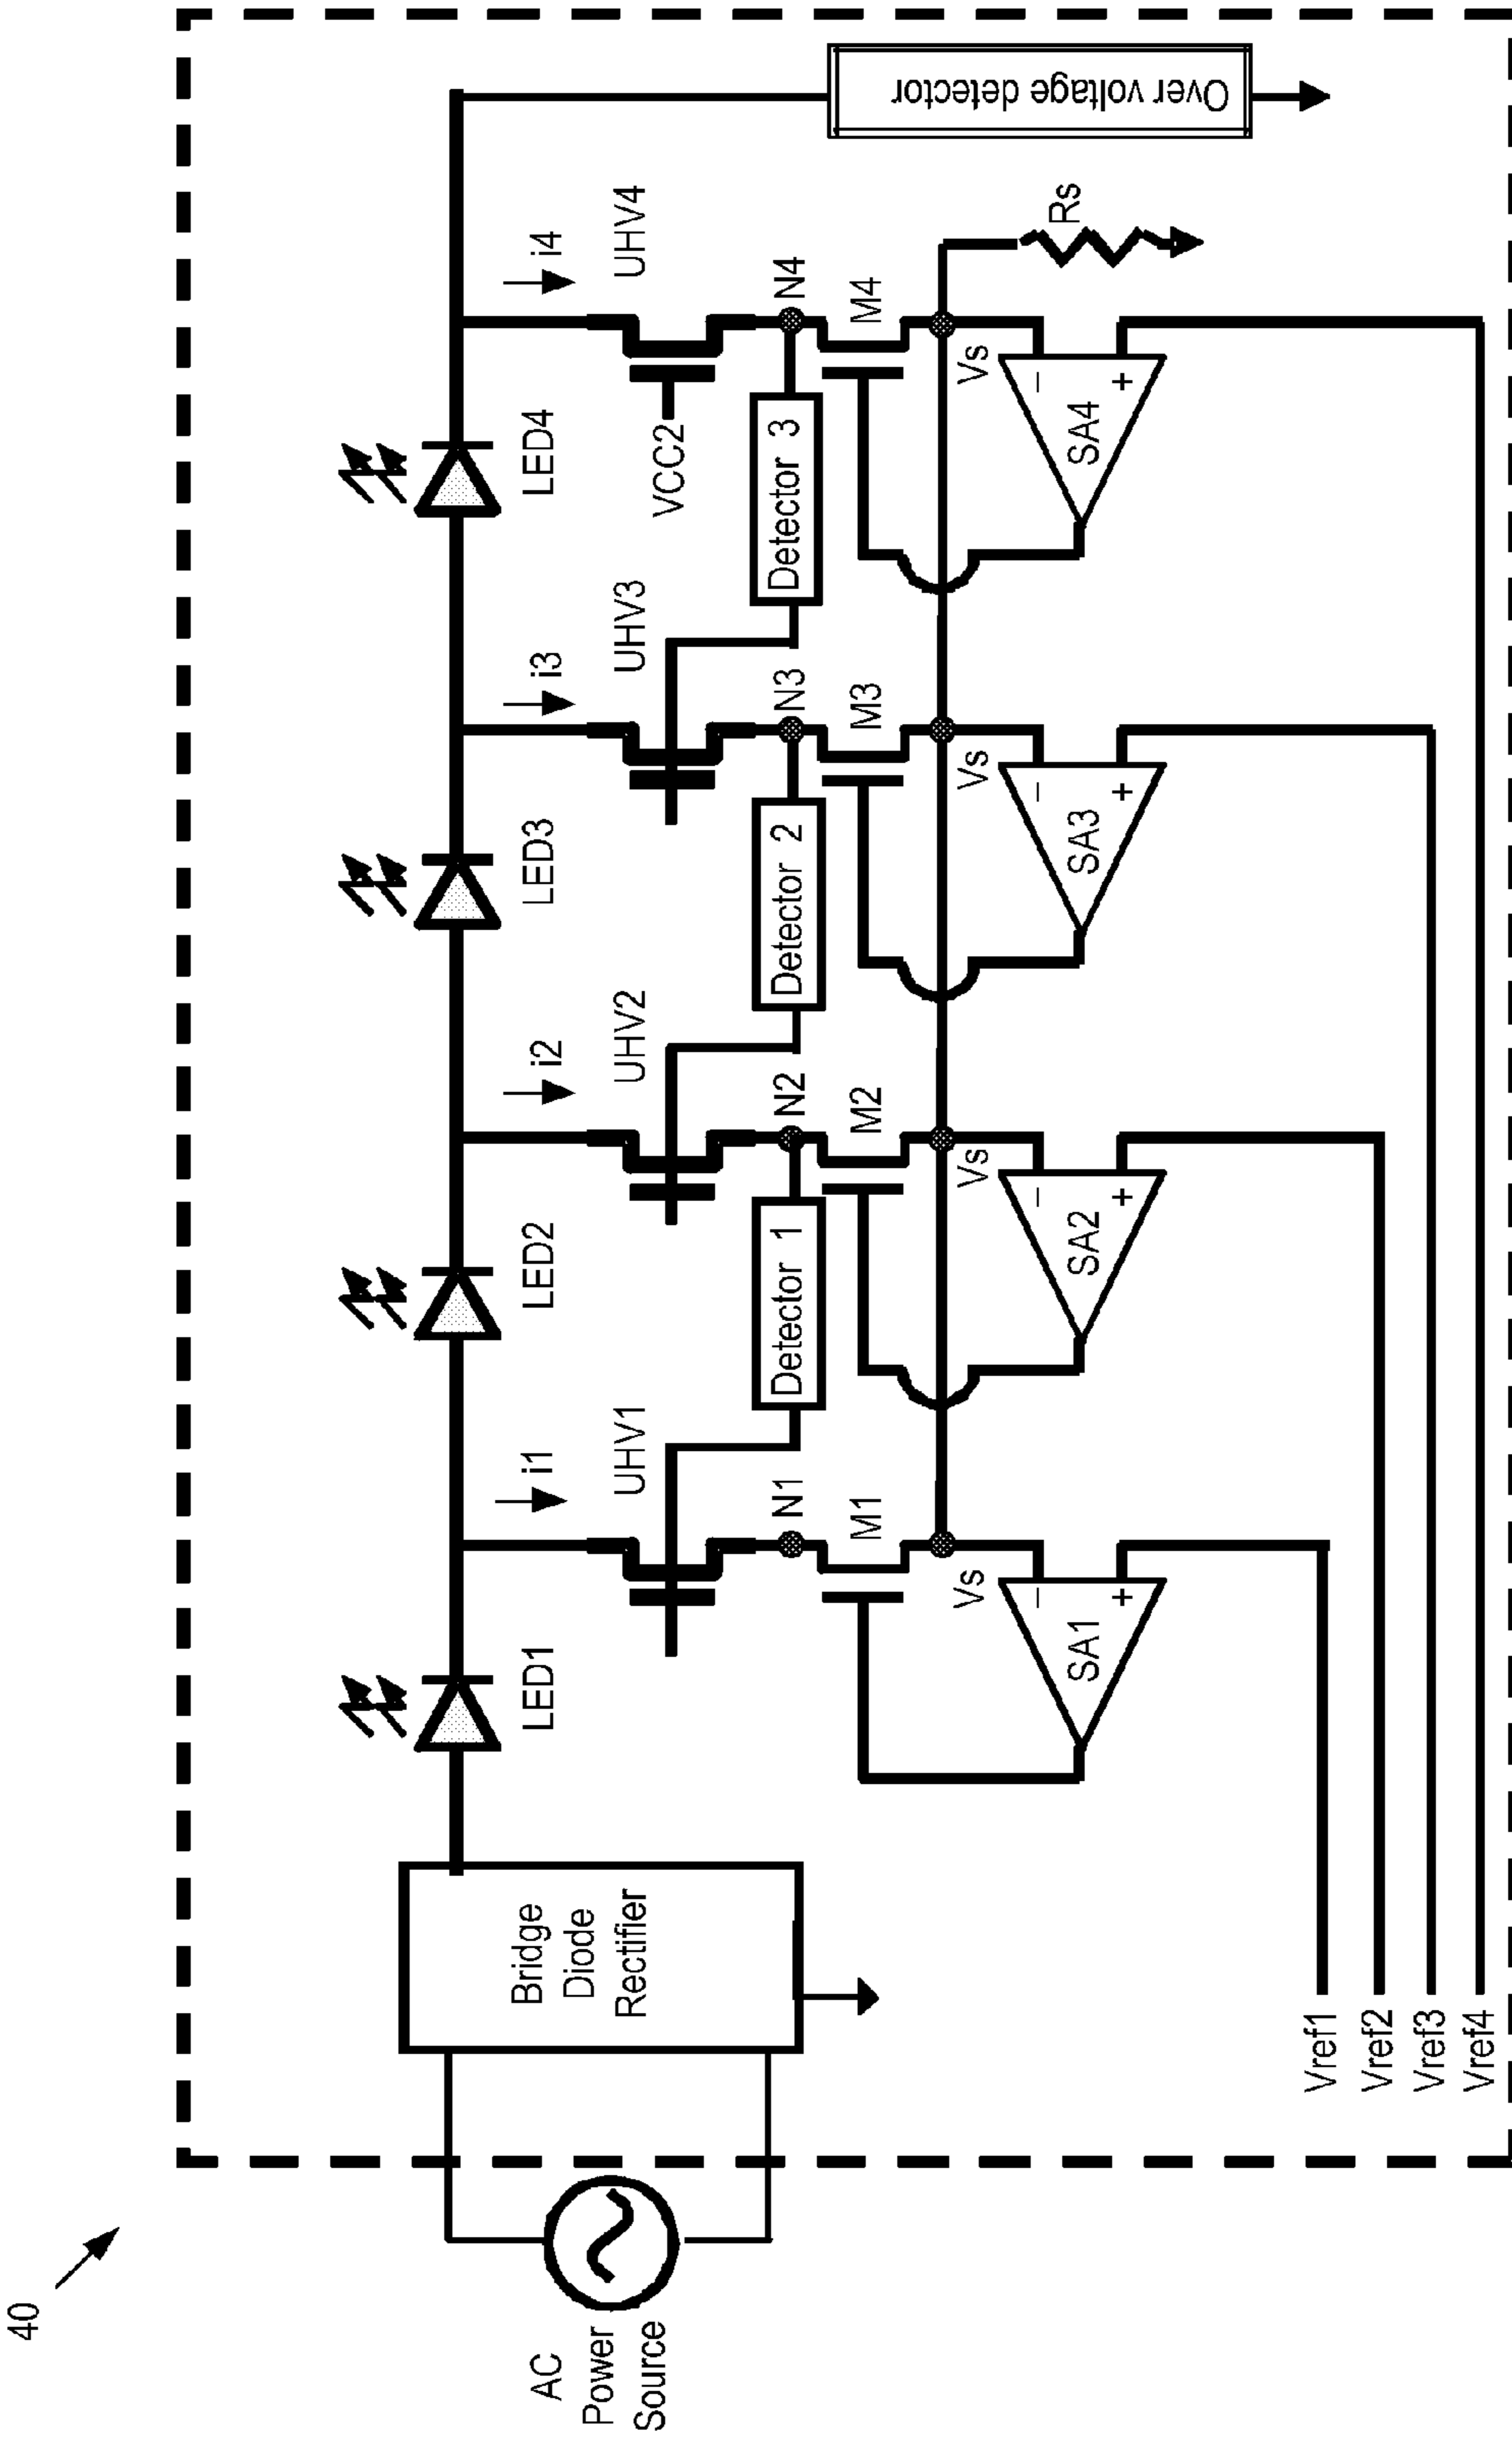 40
AC
Power
Source
Bridge
Diode
Rectifier
LED1
LED2
LED3
LED4
i1
i2
i3
i4
UHV1
UHV2
UHV3
UHV4
VCC2
N1
N2
N3
N4
Detector 1
Detector 2
Detector 3
M1
M2
M3
M4
Vs
Vs
Vs
Vs
Rs
Over voltage detector
–
+
SA1
–
+
SA2
–
+
SA3
–
+
SA4
Vref1
Vref2
Vref3
Vref4